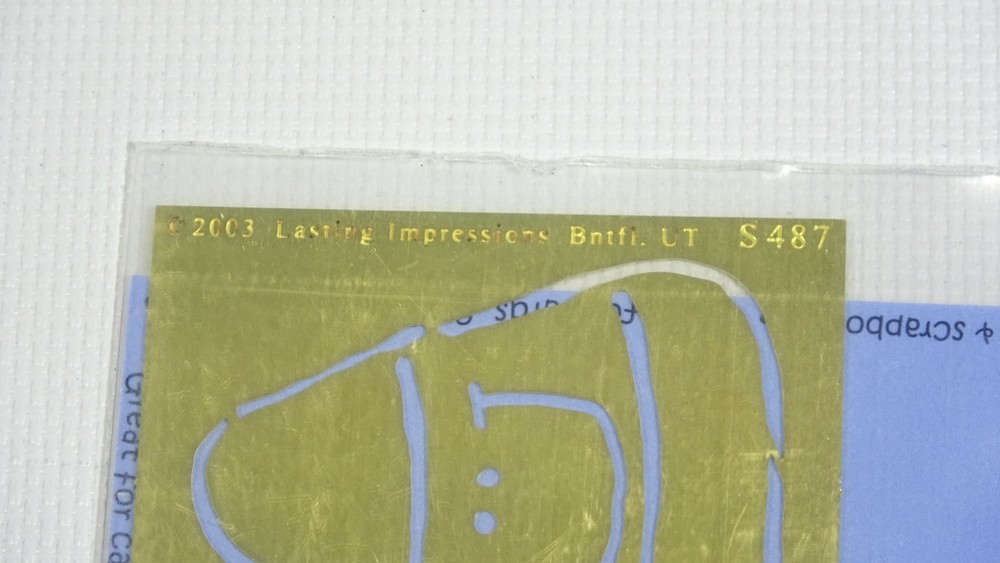 ©2003 Lasting Impressions Bntfl. UT S487
& scrapbo
Great for ca